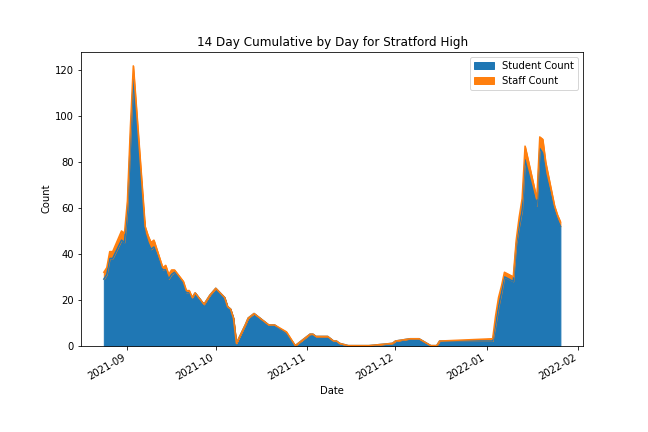 14 Day Cumulative by Day for Stratford High
Student Count
Staff Count
120
100
80
60
40
20
0
Count
2021-09
2021-10
2021-11
2021-12
2022-01
2022-02
Date